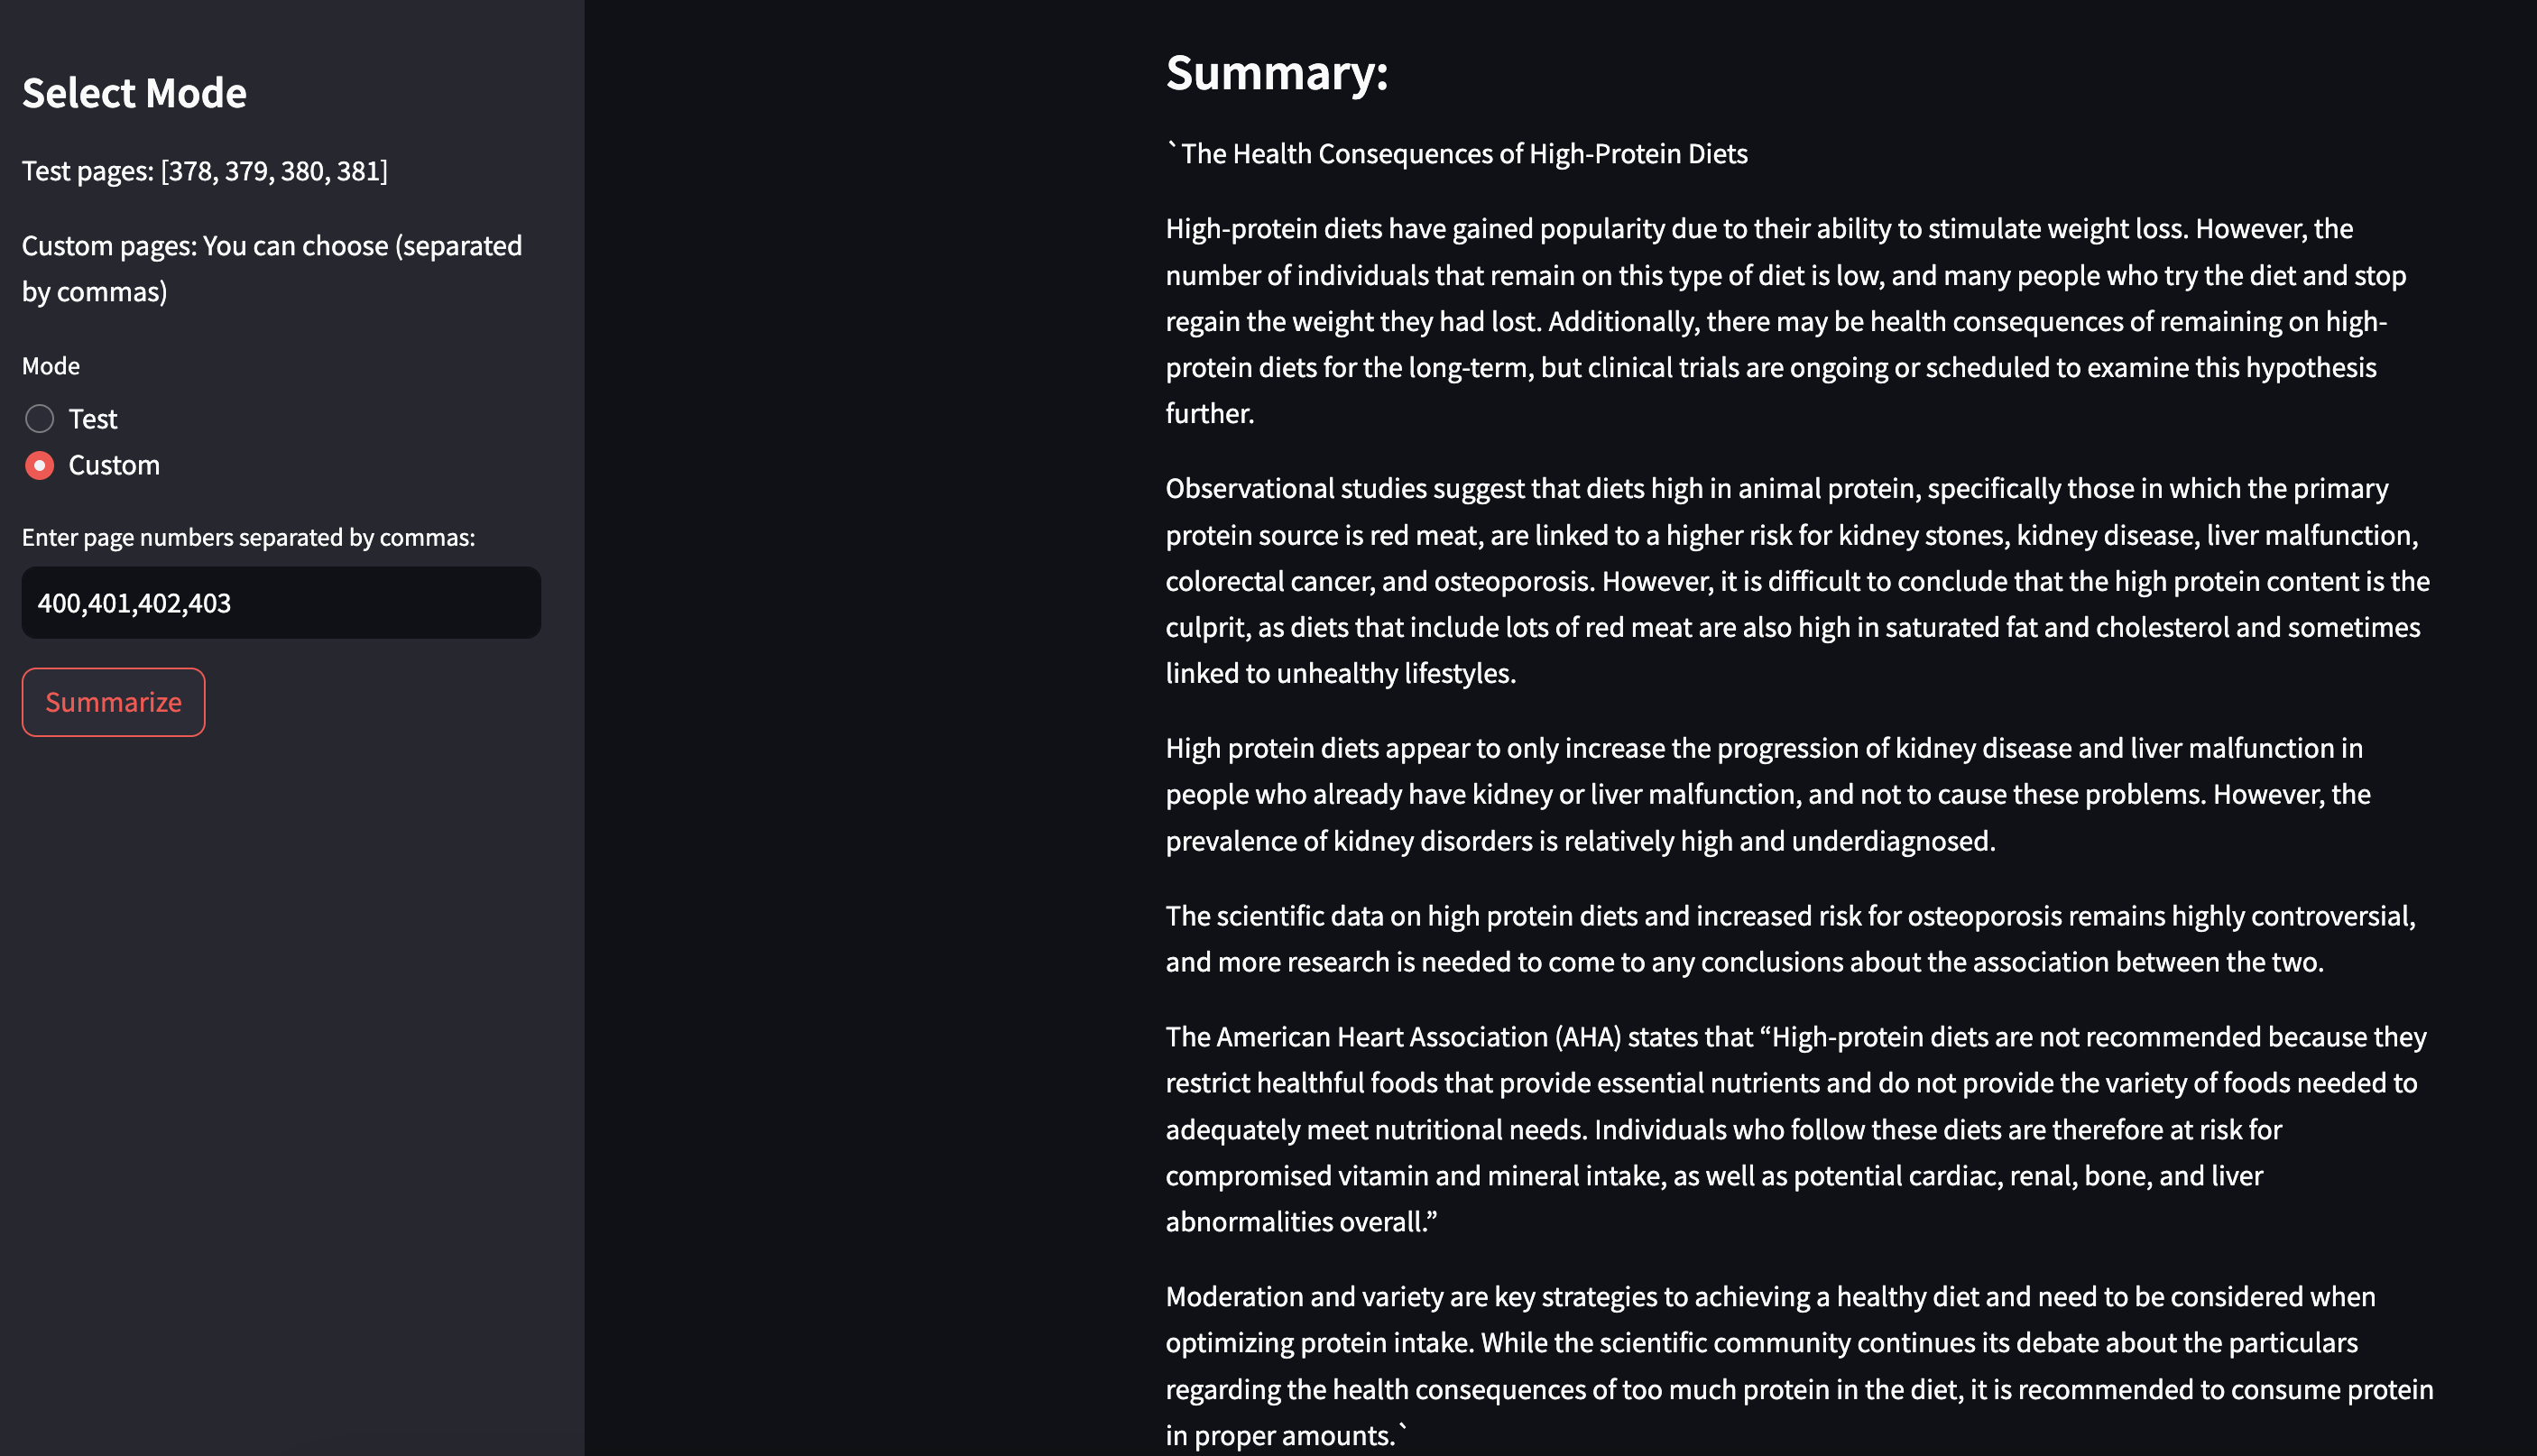 Select Mode
Test pages: [378, 379, 380, 381]
Custom pages: You can choose (separated
by commas)
Mode
Test
Custom
Enter page numbers separated by commas:
400,401,402,403
Summarize
Summary:
`The Health Consequences of High-Protein Diets
High-protein diets have gained popularity due to their ability to stimulate weight loss. However, the
number of individuals that remain on this type of diet is low, and many people who try the diet and stop
regain the weight they had lost. Additionally, there may be health consequences of remaining on high-
protein diets for the long-term, but clinical trials are ongoing or scheduled to examine this hypothesis
further.
Observational studies suggest that diets high in animal protein, specifically those in which the primary
protein source is red meat, are linked to a higher risk for kidney stones, kidney disease, liver malfunction,
colorectal cancer, and osteoporosis. However, it is difficult to conclude that the high protein content is the
culprit, as diets that include lots of red meat are also high in saturated fat and cholesterol and sometimes
linked to unhealthy lifestyles.
High protein diets appear to only increase the progression of kidney disease and liver malfunction in
people who already have kidney or liver malfunction, and not to cause these problems. However, the
prevalence of kidney disorders is relatively high and underdiagnosed.
The scientific data on high protein diets and increased risk for osteoporosis remains highly controversial,
and more research is needed to come to any conclusions about the association between the two.
The American Heart Association (AHA) states that “High-protein diets are not recommended because they
restrict healthful foods that provide essential nutrients and do not provide the variety of foods needed to
adequately meet nutritional needs. Individuals who follow these diets are therefore at risk for
compromised vitamin and mineral intake, as well as potential cardiac, renal, bone, and liver
abnormalities overall.”
Moderation and variety are key strategies to achieving a healthy diet and need to be considered when
optimizing protein intake. While the scientific community continues its debate about the particulars
regarding the health consequences of too much protein in the diet, it is recommended to consume protein
in proper amounts.`